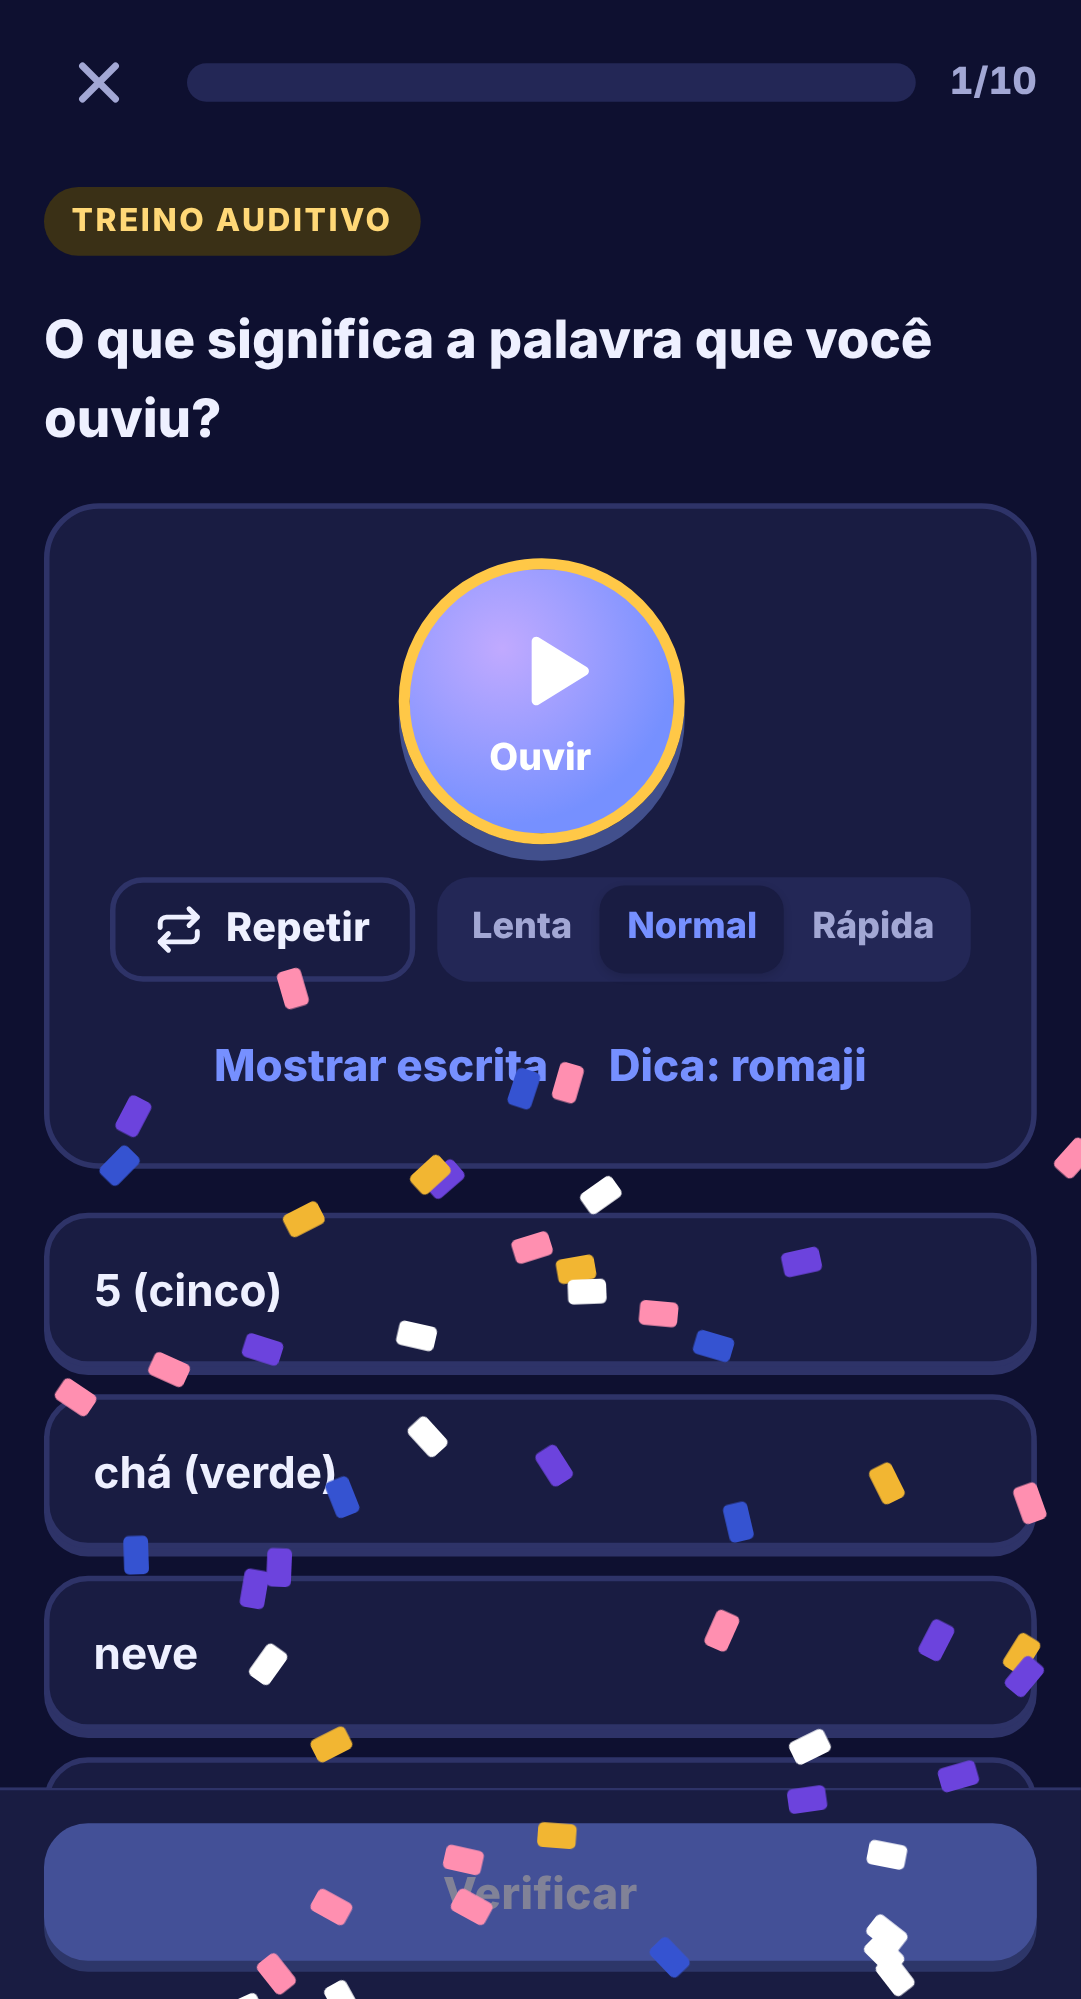 1/10
TREINO AUDITIVO
O que significa a palavra que você
ouviu?
Ouvir
Repetir
Lenta
Normal
Rápida
Mostrar escrita
Dica: romaji
5 (cinco)
chá (verde)
neve
Verificar